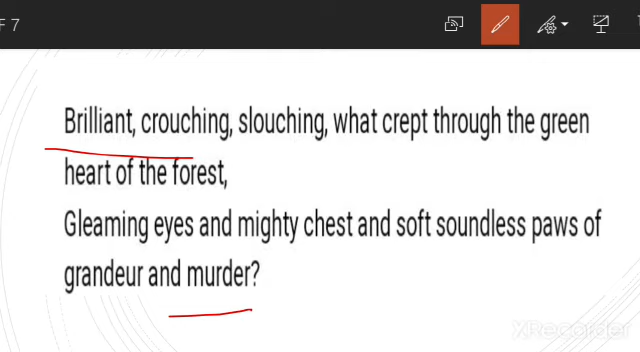 F 7
Brilliant, crouching, slouching, what crept through the green
heart of the forest,
Gleaming eyes and mighty chest and soft soundless paws of
grandeur and murder?
XRecorder